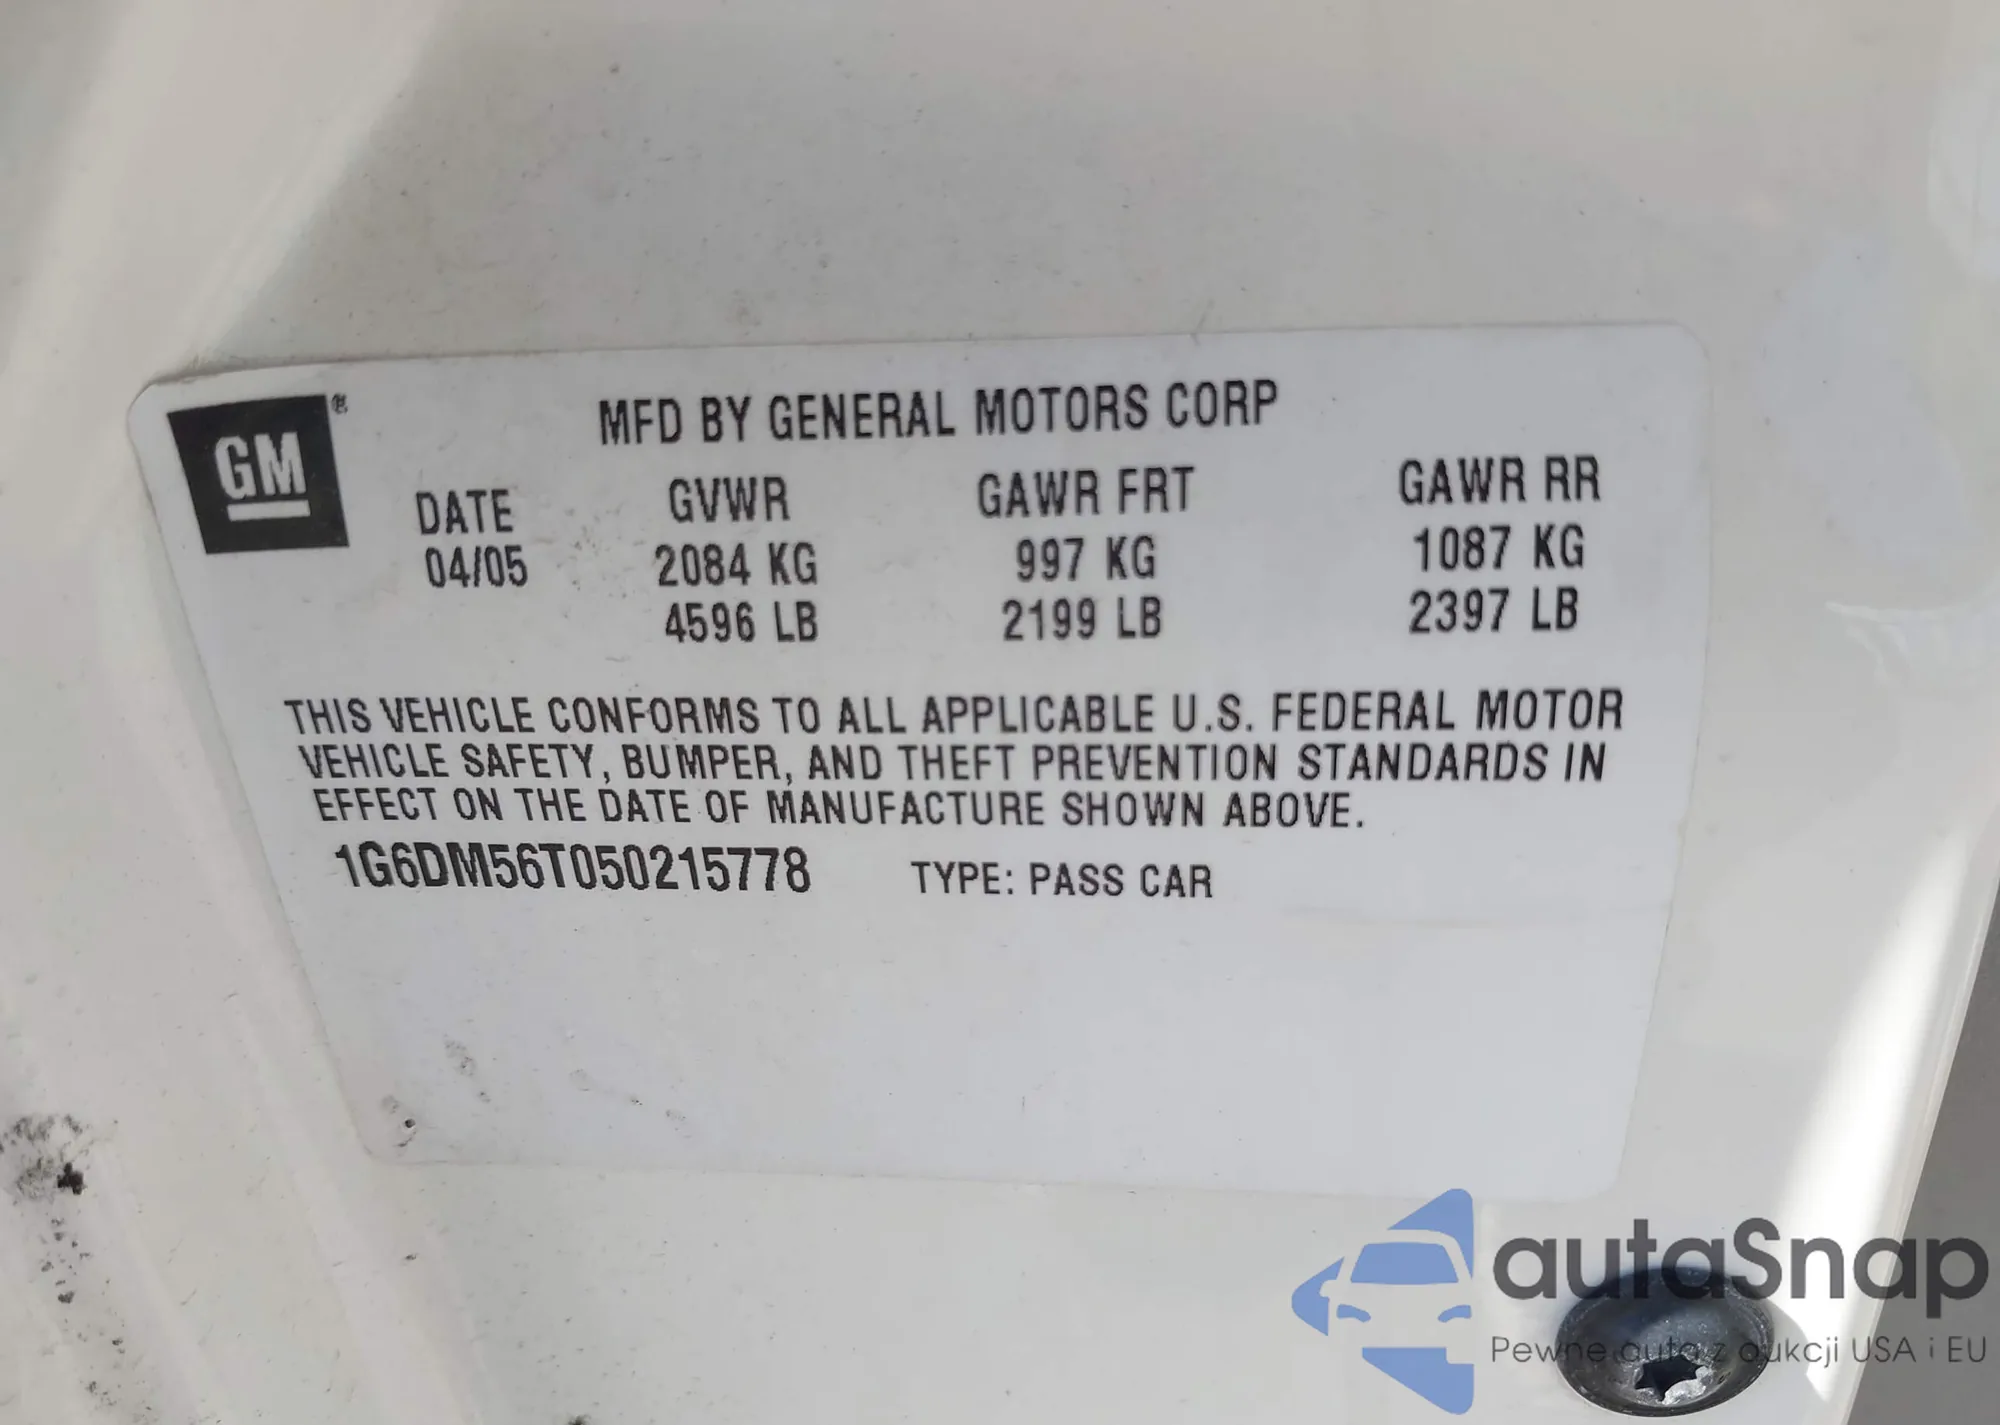 GM®
MFD BY GENERAL MOTORS CORP
DATE GVWR GAWR FRT GAWR RR
04/05 2084 KG 997 KG 1087 KG
4596 LB 2199 LB 2397 LB
THIS VEHICLE CONFORMS TO ALL APPLICABLE U.S. FEDERAL MOTOR
VEHICLE SAFETY, BUMPER, AND THEFT PREVENTION STANDARDS IN
EFFECT ON THE DATE OF MANUFACTURE SHOWN ABOVE.
1G6DM56T050215778 TYPE: PASS CAR
autaSnap
Pewne auta z aukcji USA i EU